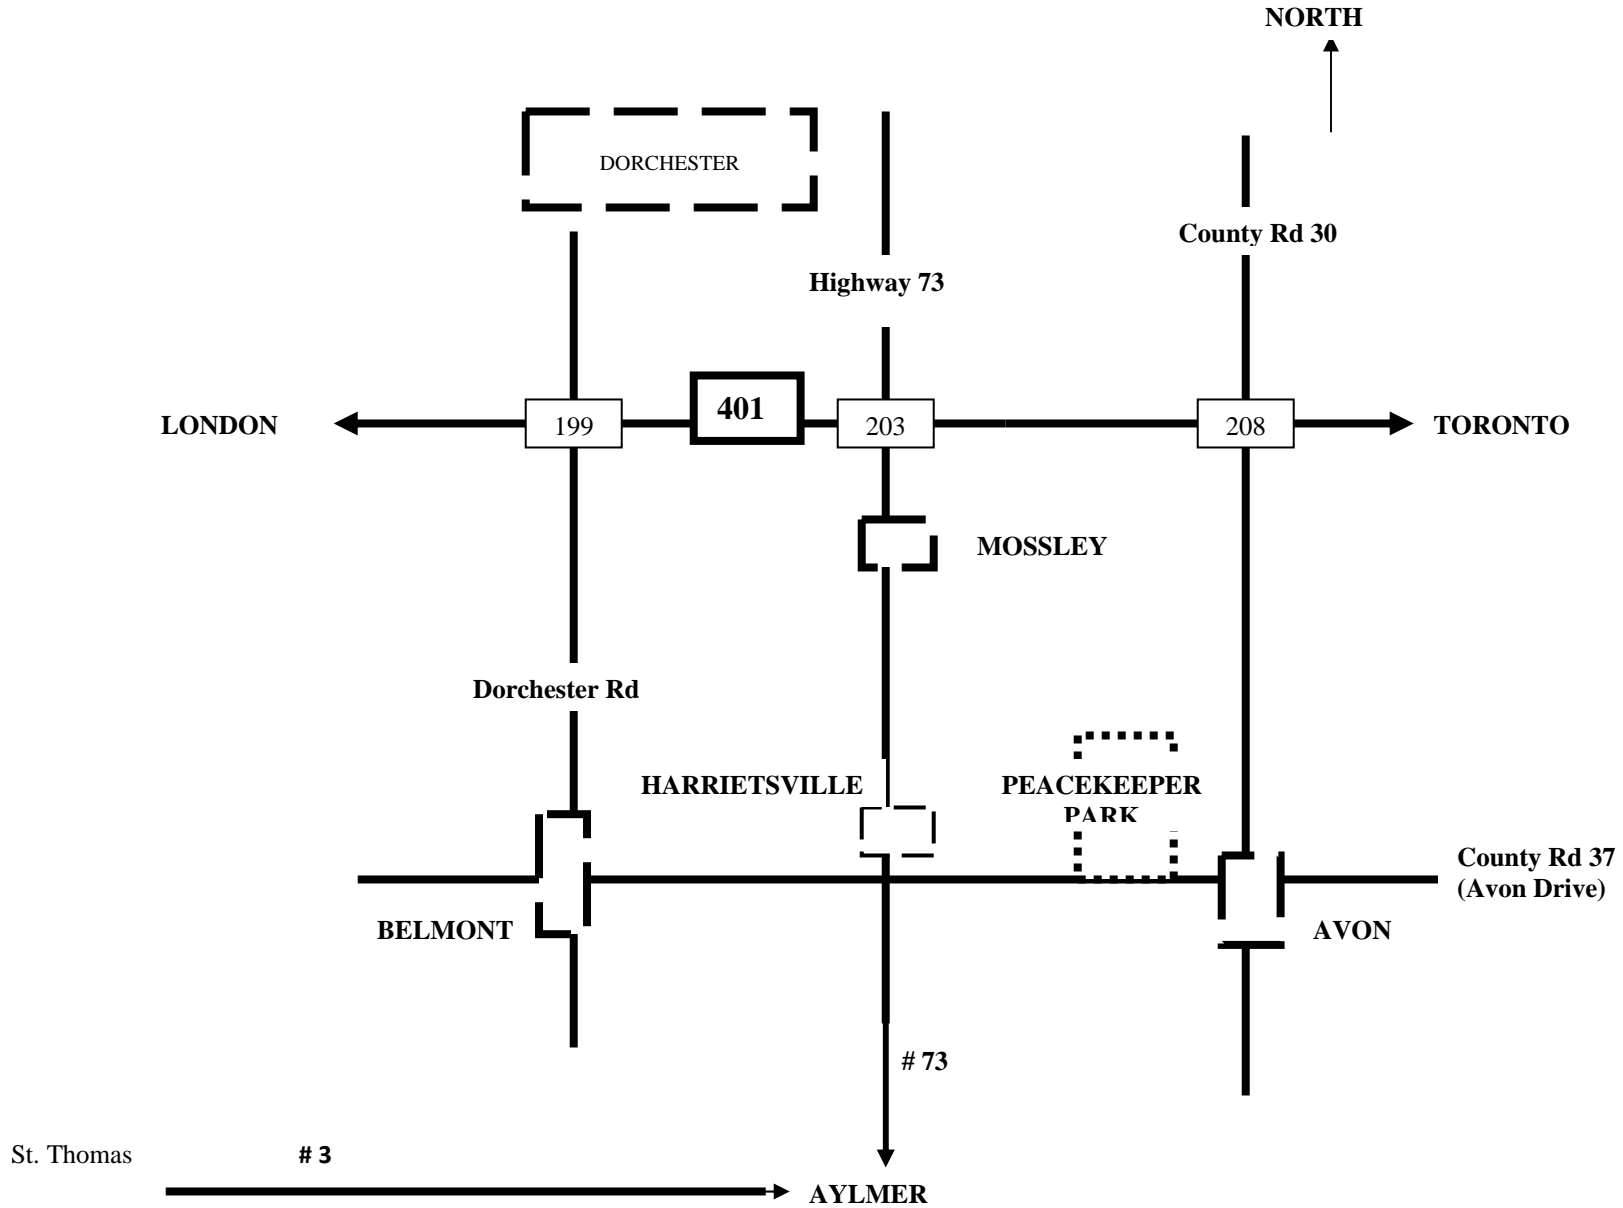 NORTH
DORCHESTER
County Rd 30
Highway 73
401
LONDON
199
203
208
TORONTO
MOSSLEY
Dorchester Rd
HARRIETSVILLE
PEACEKEEPER
PARK
County Rd 37
(Avon Drive)
BELMONT
AVON
# 73
St. Thomas
# 3
AYLMER